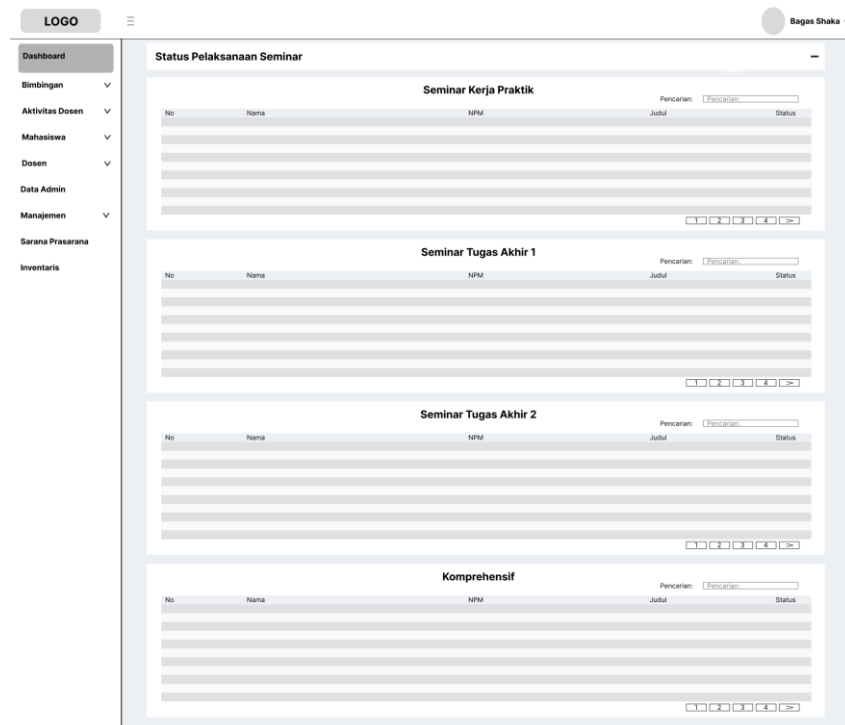 LOGO
Bagas Shaka
Dashboard
Bimbingan
Aktivitas Dosen
Mahasiswa
Dosen
Data Admin
Manajemen
Sarana Prasarana
Inventaris
Status Pelaksanaan Seminar
Seminar Kerja Praktik
Pencarian: Pencarian:
No Nama NPM Judul Status
1 2 3 4 >
Seminar Tugas Akhir 1
Pencarian: Pencarian:
No Nama NPM Judul Status
1 2 3 4 >
Seminar Tugas Akhir 2
Pencarian: Pencarian:
No Nama NPM Judul Status
1 2 3 4 >
Komprehensif
Pencarian: Pencarian:
No Nama NPM Judul Status
1 2 3 4 >